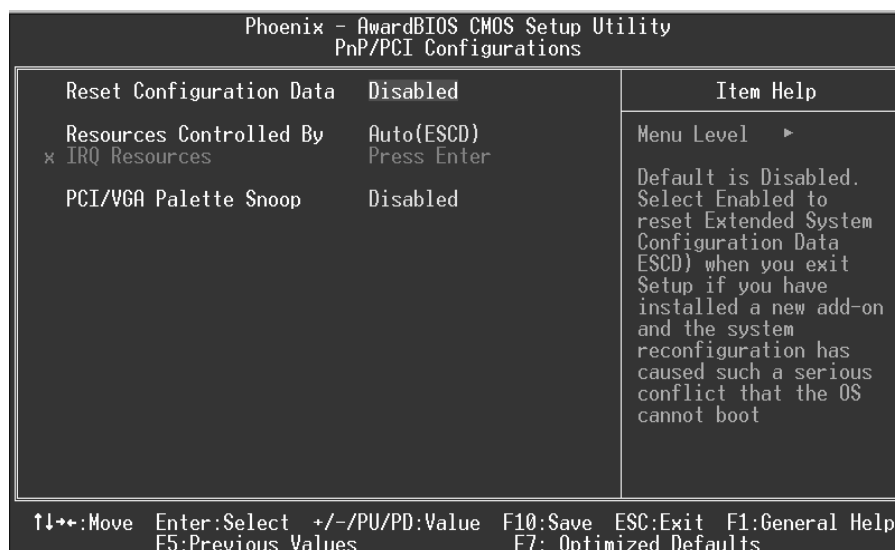 Phoenix - AwardBIOS CMOS Setup Utility
PnP/PCI Configurations
Reset Configuration Data Disabled
Resources Controlled By Auto(ESCD)
x IRQ Resources Press Enter
PCI/VGA Palette Snoop Disabled
Item Help
Menu Level ►
Default is Disabled.
Select Enabled to
reset Extended System
Configuration Data
ESCD) when you exit
Setup if you have
installed a new add-on
and the system
reconfiguration has
caused such a serious
conflict that the OS
cannot boot
↑↓→←:Move Enter:Select +/-/PU/PD:Value F10:Save ESC:Exit F1:General Help
F5:Previous Values F7: Optimized Defaults